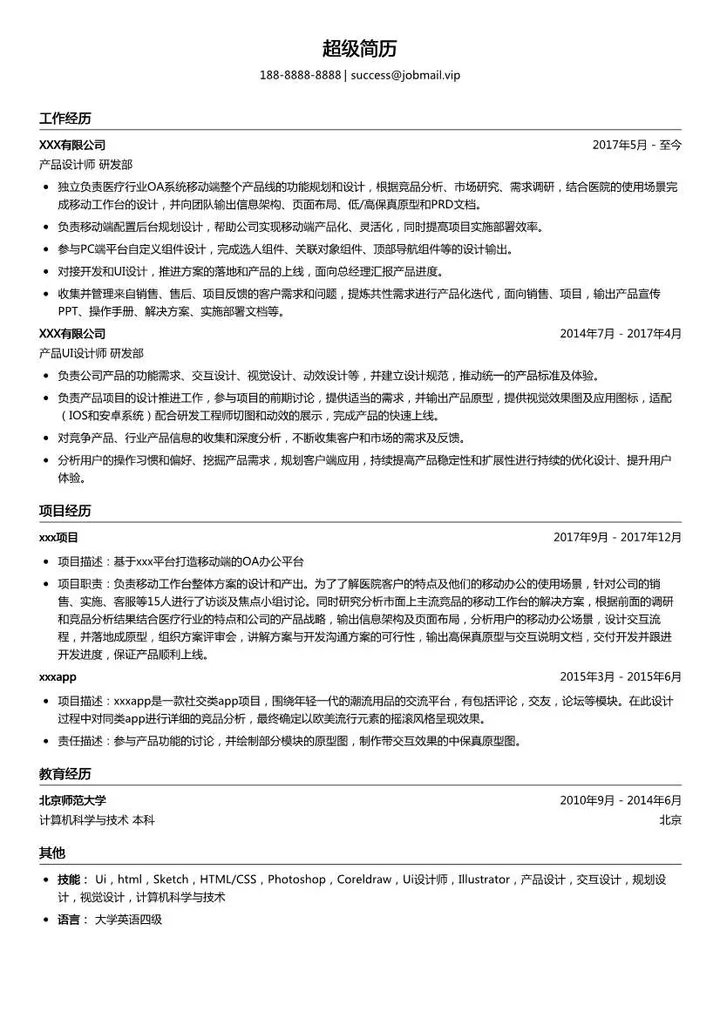 超级简历
188-8888-8888 | success@jobmail.vip
工作经历
XXX有限公司 2017年5月 - 至今
产品设计师 研发部
• 独立负责医疗行业OA系统移动端整个产品线的功能规划和设计，根据竞品分析、市场研究、需求调研，结合医院的使用场景完
成移动工作台的设计，并向团队输出信息架构、页面布局、低/高保真原型和PRD文档。
• 负责移动端配置后台规划设计，帮助公司实现移动端产品化、灵活化，同时提高项目实施部署效率。
• 参与PC端平台自定义组件设计，完成选人组件、关联对象组件、顶部导航组件等的设计输出。
• 对接开发和UI设计，推进方案的落地和产品的上线，面向总经理汇报产品进度。
• 收集并管理来自销售、售后、项目反馈的客户需求和问题，提炼共性需求进行产品化迭代，面向销售、项目，输出产品宣传
PPT、操作手册、解决方案、实施部署文档等。
XXX有限公司 2014年7月 - 2017年4月
产品UI设计师 研发部
• 负责公司产品的功能需求、交互设计、视觉设计、动效设计等，并建立设计规范，推动统一的产品标准及体验。
• 负责产品项目的设计推进工作，参与项目的前期讨论，提供适当的需求，并输出产品原型，提供视觉效果图及应用图标，适配
（IOS和安卓系统）配合研发工程师切图和动效的展示，完成产品的快速上线。
• 对竞争产品、行业产品信息的收集和深度分析，不断收集客户和市场的需求及反馈。
• 分析用户的操作习惯和偏好、挖掘产品需求，规划客户端应用，持续提高产品稳定性和扩展性进行持续的优化设计、提升用户
体验。
项目经历
xxx项目 2017年9月 - 2017年12月
• 项目描述：基于xxx平台打造移动端的OA办公平台
• 项目职责：负责移动工作台整体方案的设计和产出。为了了解医院客户的特点及他们的移动办公的使用场景，针对公司的销
售、实施、客服等15人进行了访谈及焦点小组讨论。同时研究分析市面上主流竞品的移动工作台的解决方案，根据前面的调研
和竞品分析结果结合医疗行业的特点和公司的产品战略，输出信息架构及页面布局，分析用户的移动办公场景，设计交互流
程，并落地成原型，组织方案评审会，讲解方案与开发沟通方案的可行性，输出高保真原型与交互说明文档，交付开发并跟进
开发进度，保证产品顺利上线。
xxxapp 2015年3月 - 2015年6月
• 项目描述：xxxapp是一款社交类app项目，围绕年轻一代的潮流用品的交流平台，有包括评论，交友，论坛等模块。在此设计
过程中对同类app进行详细的竞品分析，最终确定以欧美流行元素的摇滚风格呈现效果。
• 责任描述：参与产品功能的讨论，并绘制部分模块的原型图，制作带交互效果的中保真原型图。
教育经历
北京师范大学 2010年9月 - 2014年6月
计算机科学与技术 本科 北京
其他
• 技能： Ui，html，Sketch，HTML/CSS，Photoshop，Coreldraw，Ui设计师，Illustrator，产品设计，交互设计，规划设
计，视觉设计，计算机科学与技术
• 语言： 大学英语四级